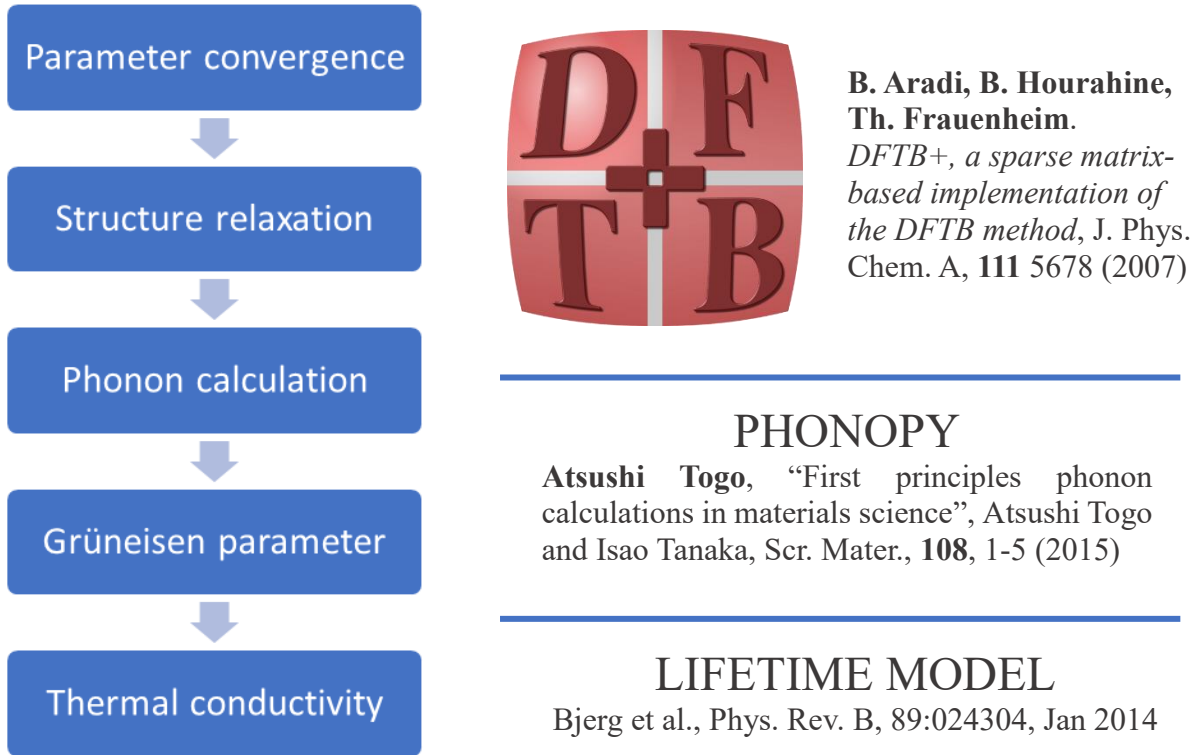 Parameter convergence
Structure relaxation
Phonon calculation
Grüneisen parameter
Thermal conductivity
D F
T B
B. Aradi, B. Hourahine,
Th. Frauenheim.
DFTB+, a sparse matrix-
based implementation of
the DFTB method, J. Phys.
Chem. A, 111 5678 (2007)
PHONOPY
Atsushi Togo, “First principles phonon
calculations in materials science”, Atsushi Togo
and Isao Tanaka, Scr. Mater., 108, 1-5 (2015)
LIFETIME MODEL
Bjerg et al., Phys. Rev. B, 89:024304, Jan 2014